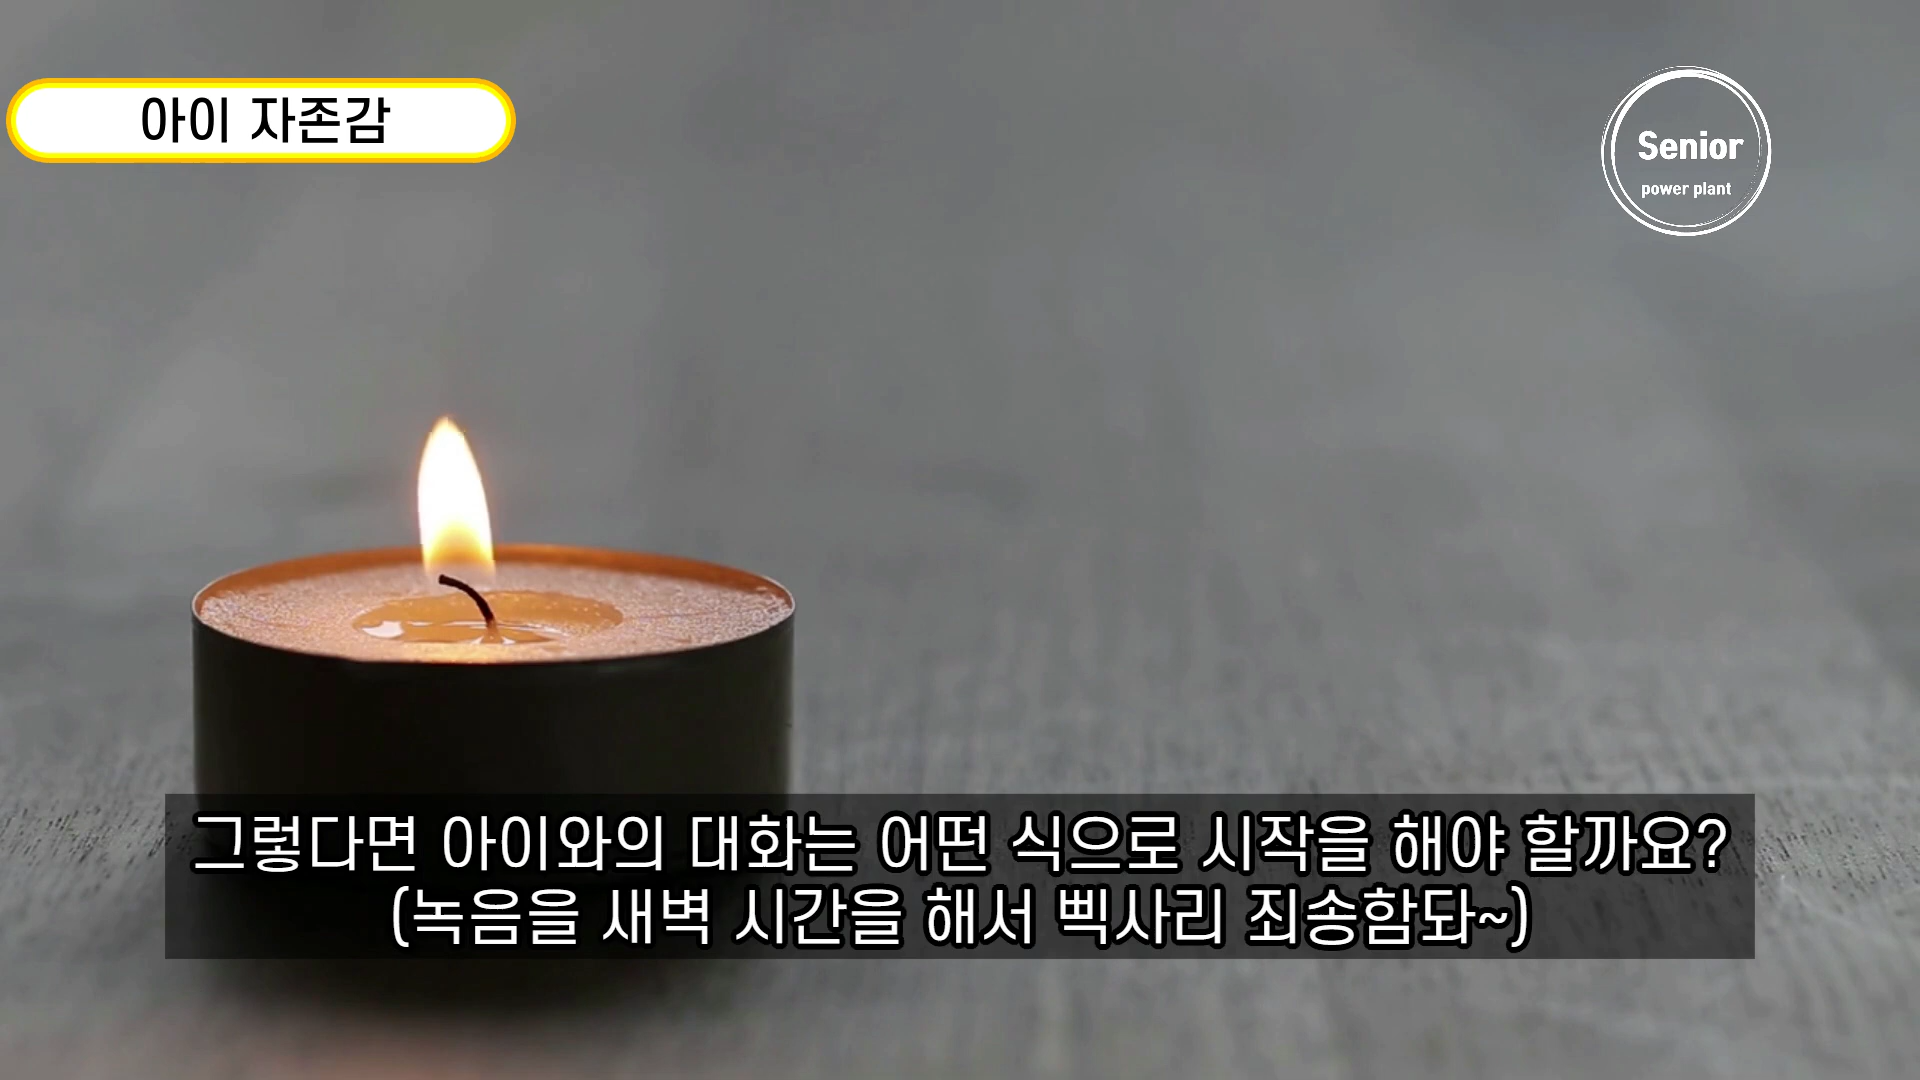 아이 자존감
Senior
power plant
그렇다면 아이와의 대화는 어떤 식으로 시작을 해야 할까요?
(녹음을 새벽 시간을 해서 삑사리 죄송함돠~)